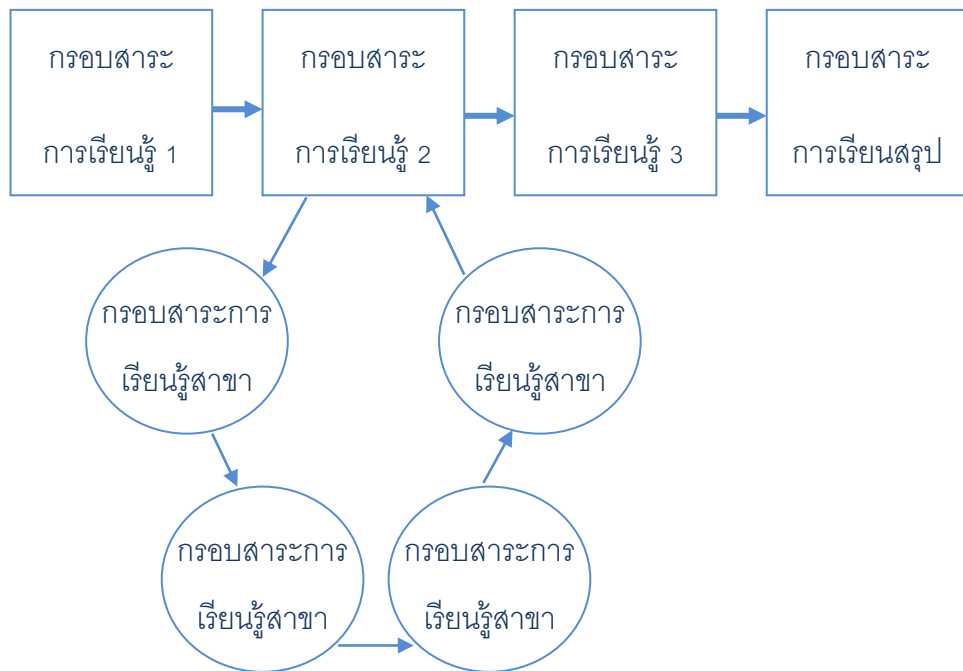 กรอบสาระ
การเรียนรู้ 1
กรอบสาระ
การเรียนรู้ 2
กรอบสาระ
การเรียนรู้ 3
กรอบสาระ
การเรียนสรุป
กรอบสาระการ
เรียนรู้สาขา
กรอบสาระการ
เรียนรู้สาขา
กรอบสาระการ
เรียนรู้สาขา
กรอบสาระการ
เรียนรู้สาขา